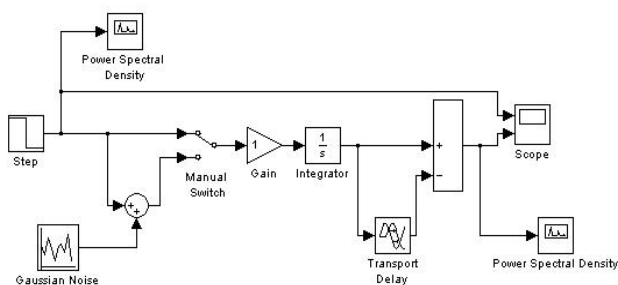 Power Spectral
Density
Step
Manual
Switch
1
Gain
1
s
Integrator
+
−
Scope
+
+
Gaussian Noise
Transport
Delay
Power Spectral Density